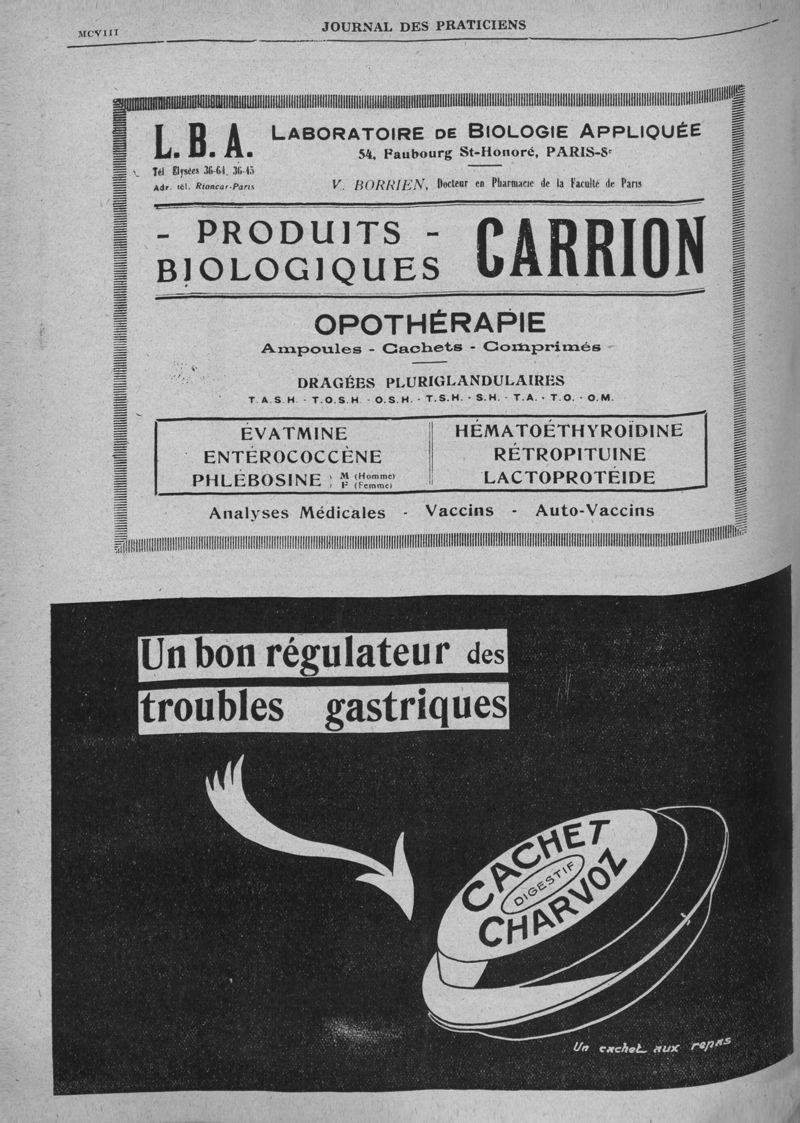 MCVIII
JOURNAL DES PRATICIENS
L. B. A.
LABORATOIRE DE BIOLOGIE APPLIQUÉE
54, Faubourg St-Honoré, PARIS-8e
Tél Élysées 36-64, 36-45
Adr. tél. Rioncar-Paris
V. BORRIEN, Docteur en Pharmacie de la Faculté de Paris
- PRODUITS -
BIOLOGIQUES
CARRION
OPOTHÉRAPIE
Ampoules - Cachets - Comprimés
DRAGÉES PLURIGLANDULAIRES
T.A.S.H. - T.O.S.H. - O.S.H. - T.S.H. - S.H. - T.A. - T.O. - O.M.
ÉVATMINE
ENTÉROCOCCÈNE
PHLÉBOSINE
M (Homme)
F (Femme)
HÉMATOÉTHYROÏDINE
RÉTROPITUINE
LACTOPROTÉIDE
Analyses Médicales - Vaccins - Auto-Vaccins
Un bon régulateur des
troubles gastriques
CACHET
DIGESTIF
CHARVOZ
Un cachet aux repas